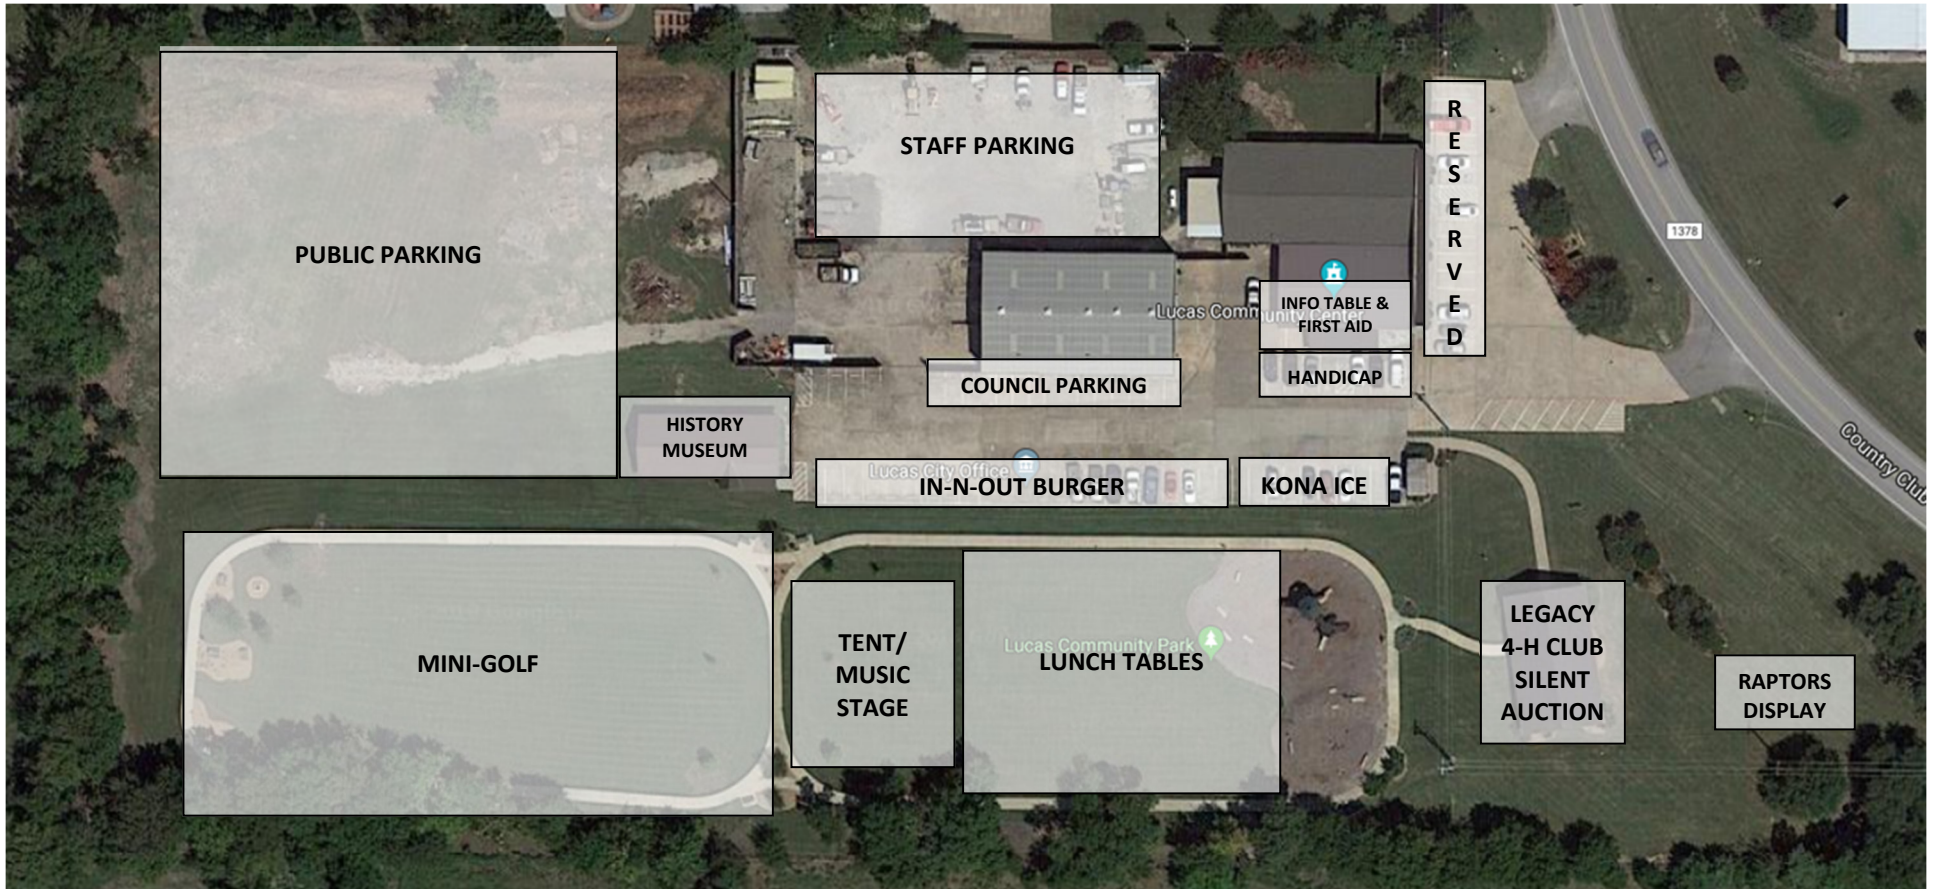 STAFF PARKING
R
E
S
E
R
V
E
D
1378
PUBLIC PARKING
INFO TABLE &
FIRST AID
Lucas Community Center
COUNCIL PARKING
HANDICAP
HISTORY
MUSEUM
Country Club
Lucas City Office
IN-N-OUT BURGER
KONA ICE
MINI-GOLF
TENT/
MUSIC
STAGE
Lucas Community Park
LUNCH TABLES
LEGACY
4-H CLUB
SILENT
AUCTION
RAPTORS
DISPLAY